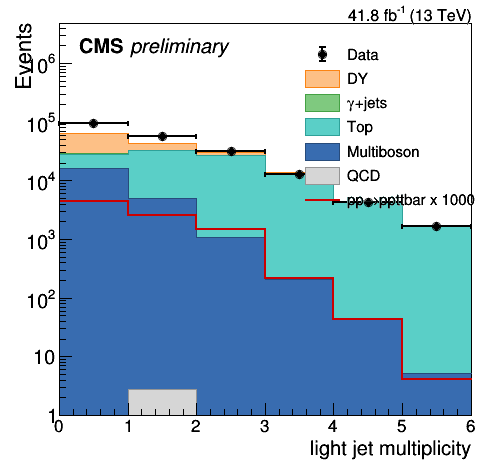 41.8 fb⁻¹ (13 TeV)
Events
CMS preliminary
Data
DY
γ+jets
Top
Multiboson
QCD
pp→ppttbar x 1000
10⁶
10⁵
10⁴
10³
10²
10
1
0 1 2 3 4 5 6
light jet multiplicity